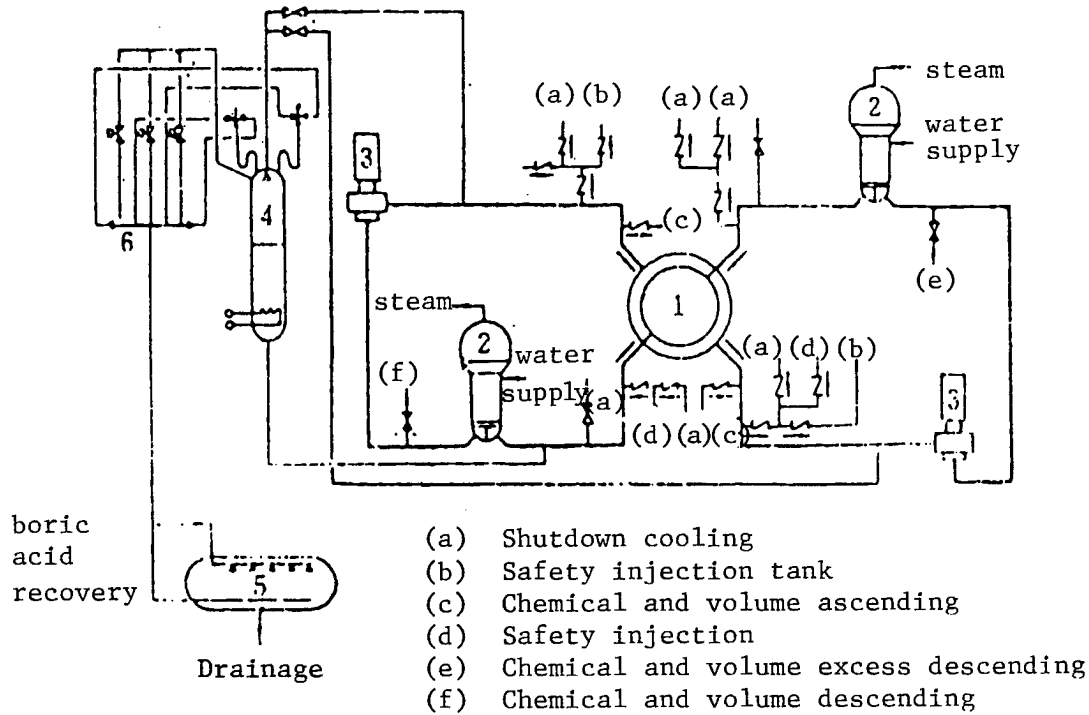 steam
(a) (b)
(a) (a)
2
water
supply
3
4
(c)
6
(e)
1
steam
2
water
supply
(f)
(a)
(a) (d) (b)
3
(d) (a) (c)
boric
acid
recovery
5
Drainage
(a) Shutdown cooling
(b) Safety injection tank
(c) Chemical and volume ascending
(d) Safety injection
(e) Chemical and volume excess descending
(f) Chemical and volume descending